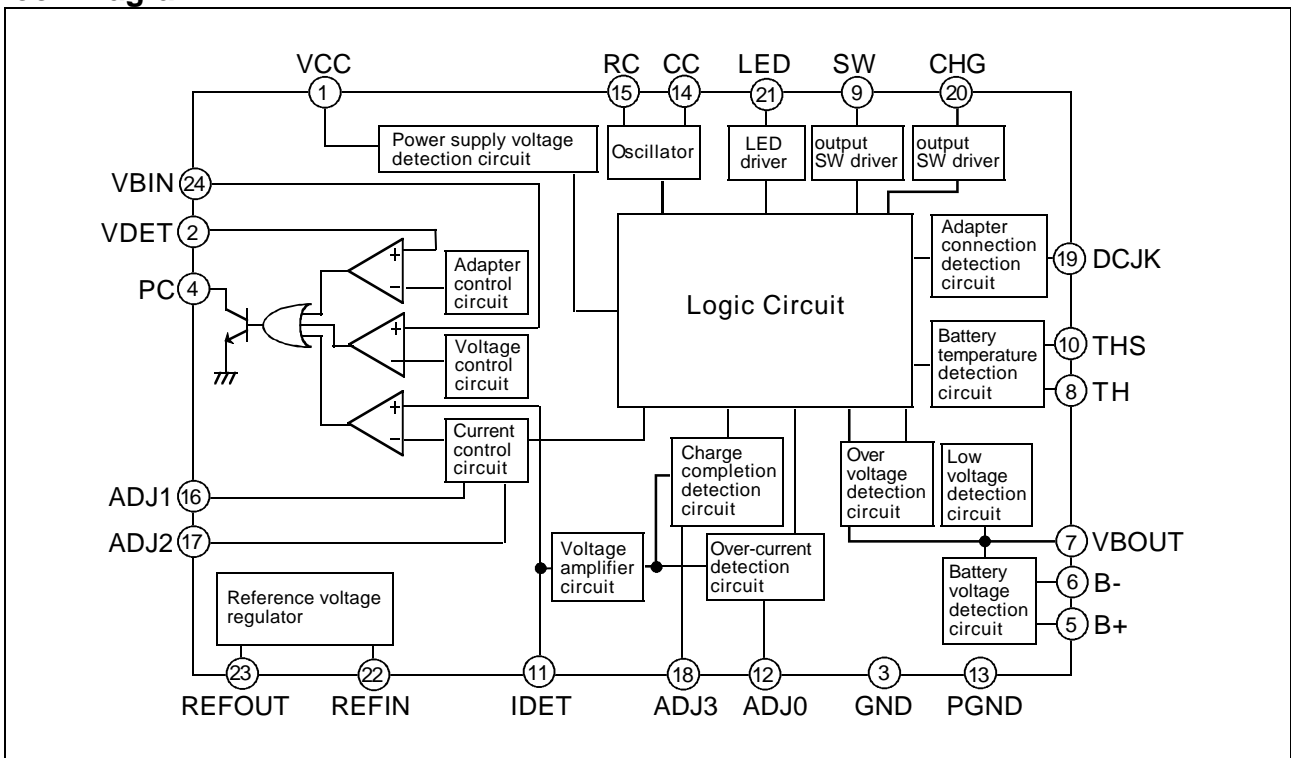 VCC
RC
CC
LED
SW
CHG
1
15
14
21
9
20
Power supply voltage
detection circuit
Oscillator
LED
driver
output
SW driver
output
SW driver
VBIN
24
VDET
2
PC
4
+
−
Adapter
control
circuit
+
−
Voltage
control
circuit
+
−
Current
control
circuit
Logic Circuit
Adapter
connection
detection
circuit
19
DCJK
Battery
temperature
detection
circuit
10
THS
8
TH
ADJ1
16
ADJ2
17
Charge
completion
detection
circuit
Over
voltage
detection
circuit
Low
voltage
detection
circuit
7
VBOUT
Voltage
amplifier
circuit
Over-current
detection
circuit
Battery
voltage
detection
circuit
6
B-
5
B+
Reference voltage
regulator
23
22
11
18
12
3
13
REFOUT
REFIN
IDET
ADJ3
ADJ0
GND
PGND